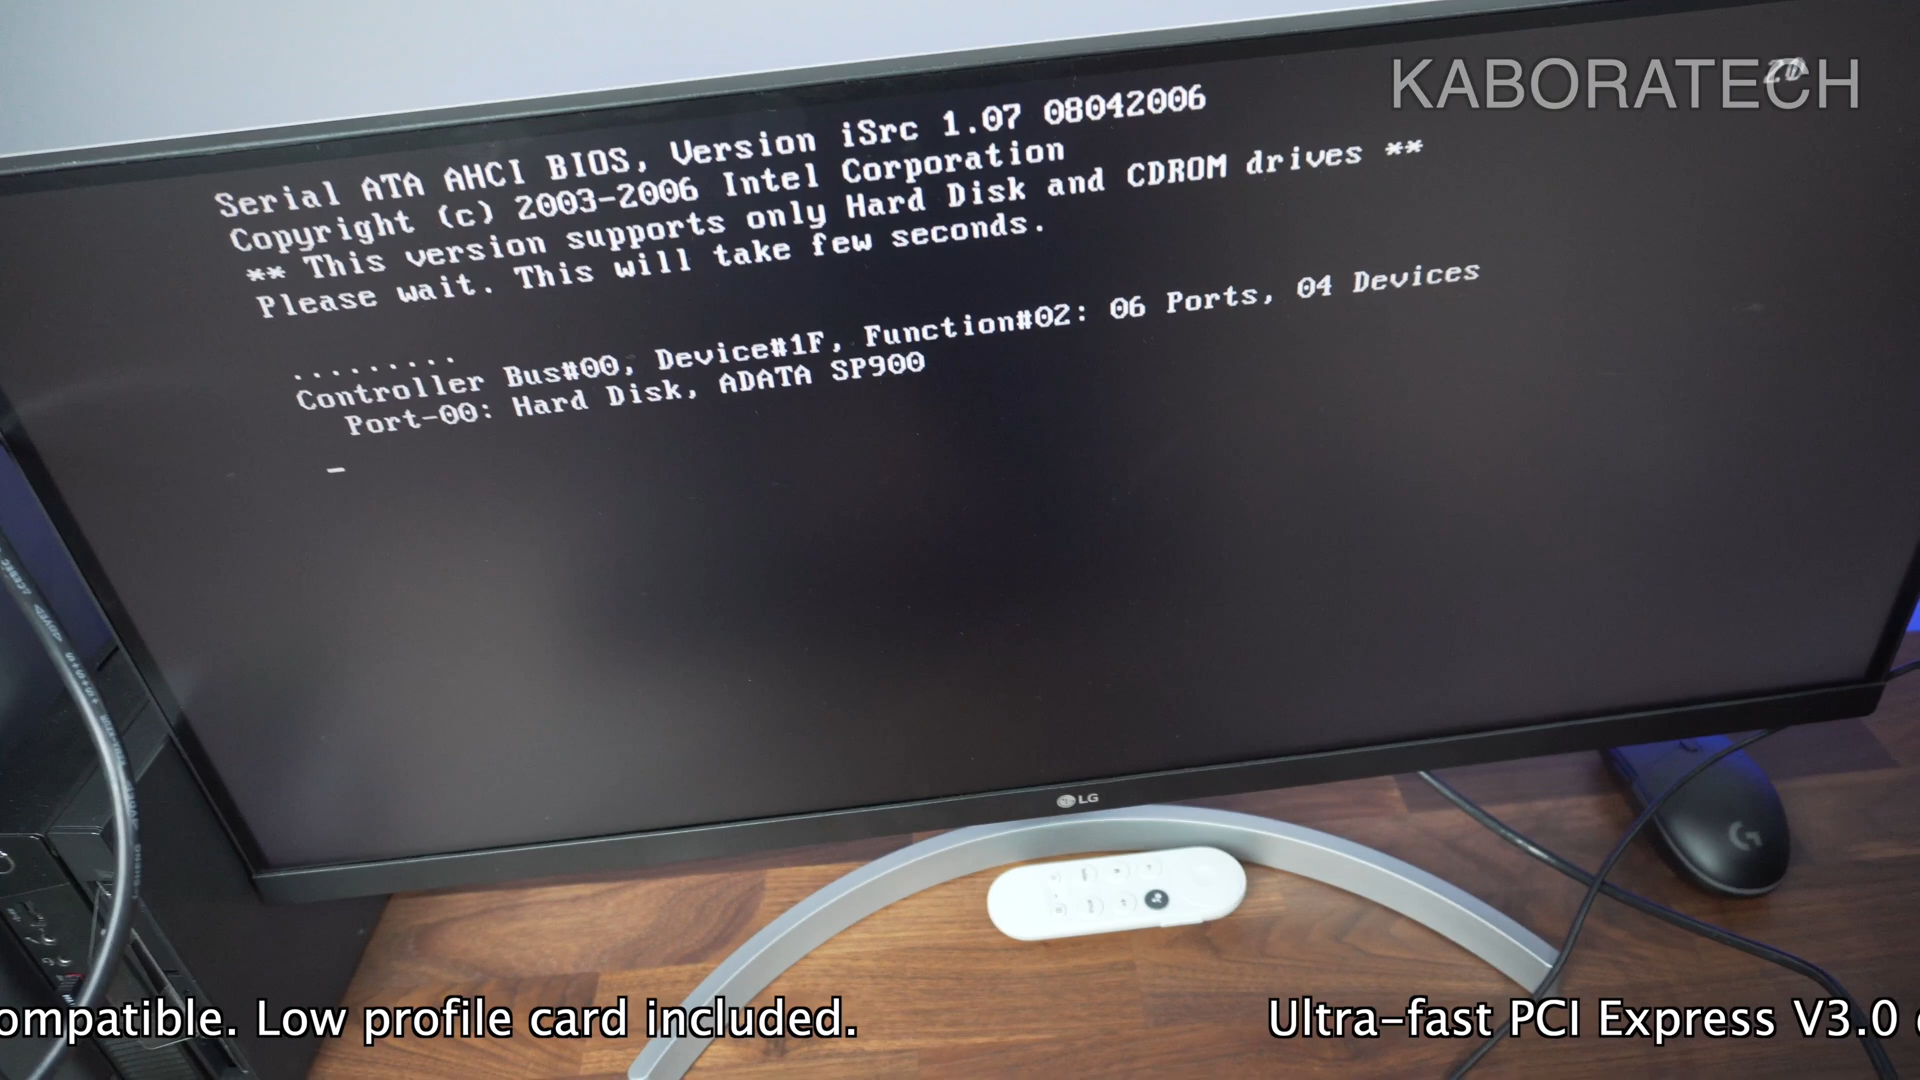 KABORATECH
Serial ATA AHCI BIOS, Version iSrc 1.07 08042006
Copyright (c) 2003-2006 Intel Corporation
** This version supports only Hard Disk and CDROM drives **
Please wait. This will take few seconds.
.........
Controller Bus#00, Device#1F, Function#02: 06 Ports, 04 Devices
Port-00: Hard Disk, ADATA SP900
_
LG
G
ompatible. Low profile card included.
Ultra-fast PCI Express V3.0